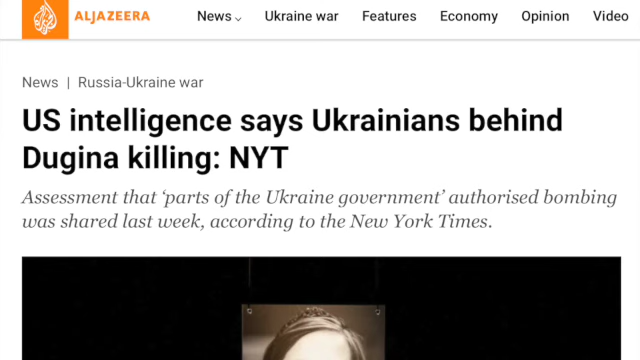 ALJAZEERA News Ukraine war Features Economy Opinion Video
News | Russia-Ukraine war
US intelligence says Ukrainians behind
Dugina killing: NYT
Assessment that ‘parts of the Ukraine government’ authorised bombing
was shared last week, according to the New York Times.